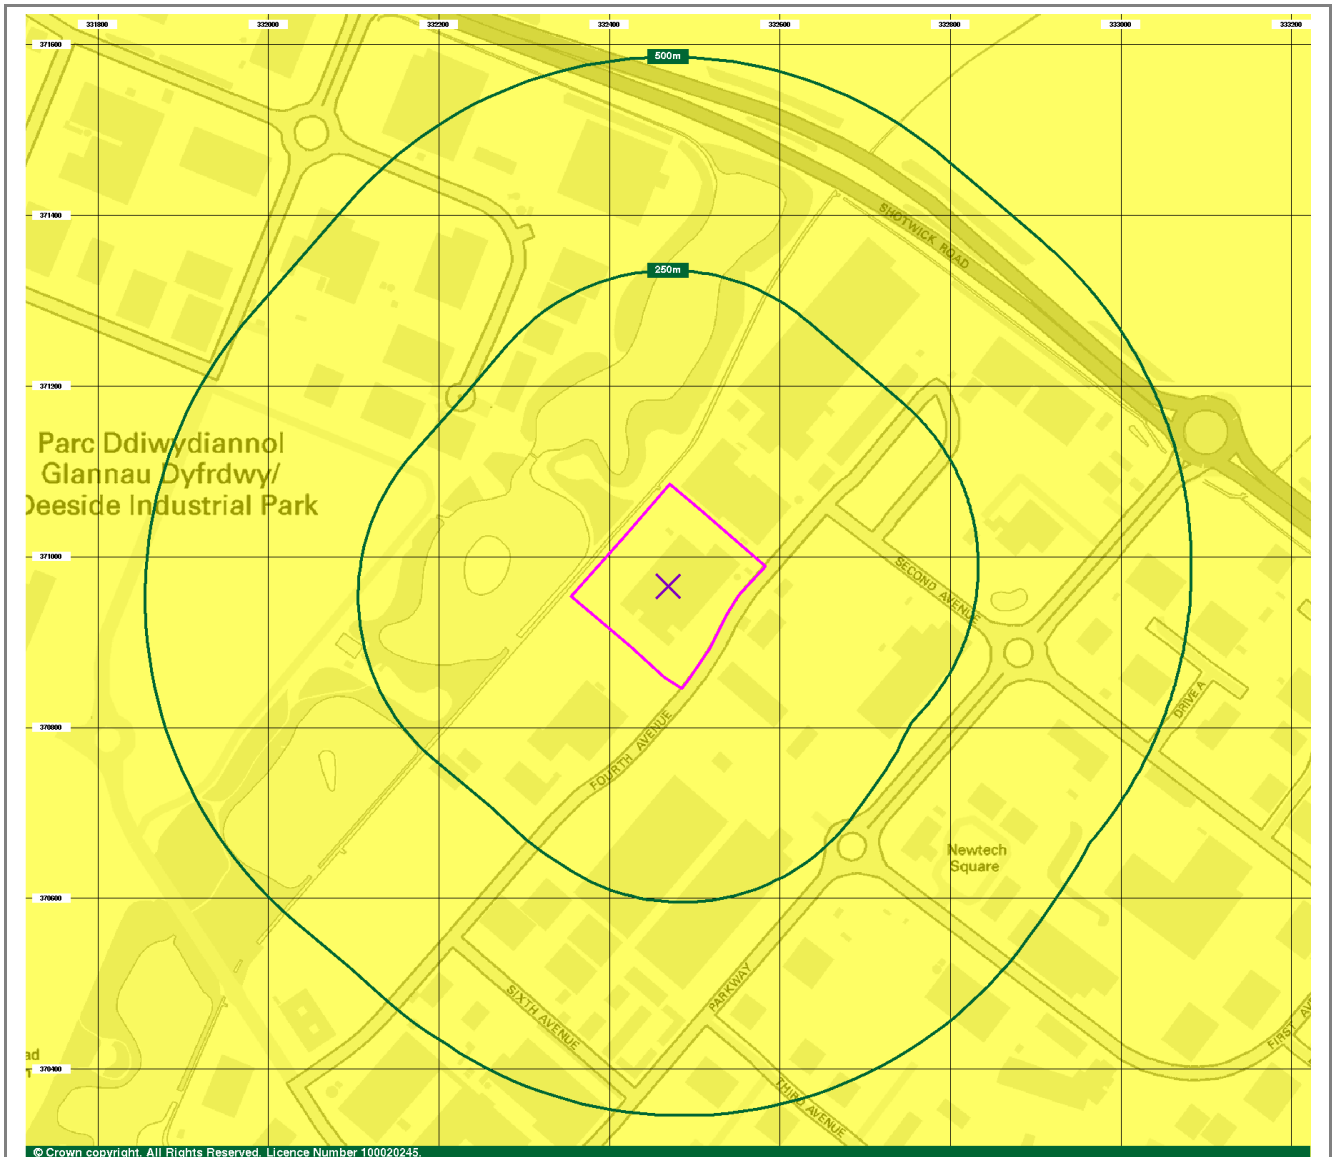 331800 332000 332200 332400 332600 332800 333000 333200
371600
500m
371400
SHOTWICK ROAD
250m
371200
Parc Ddiwydiannol
Glannau Dyfrdwy/
Deeside Industrial Park
371000
SECOND AVENUE
DRIVE A
370800
FOURTH AVENUE
Newtech
Square
370600
SIXTH AVENUE
PARKWAY
FIRST AV
ad
370400
THIRD AVENUE
© Crown copyright. All Rights Reserved. Licence Number 100020245.